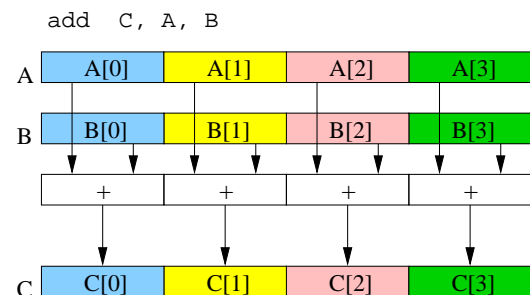 add C, A, B
A A[0] A[1] A[2] A[3]
B B[0] B[1] B[2] B[3]
+ + + +
C C[0] C[1] C[2] C[3]